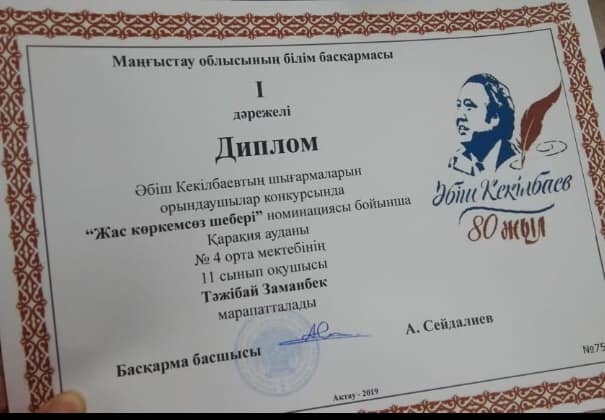 Маңғыстау облысының білім басқармасы
I
дәрежелі
Диплом
Әбіш Кекілбаевтың шығармаларын
орындаушылар конкурсында
“Жас көркемсөз шебері” номинациясы бойынша
Қарақия ауданы
№ 4 орта мектебінің
11 сынып оқушысы
Тәжібай Заманбек
марапатталады
Басқарма басшысы
А. Сейдалиев
Ақтау - 2019
Әбіш Кекілбаев
80 жыл
№75